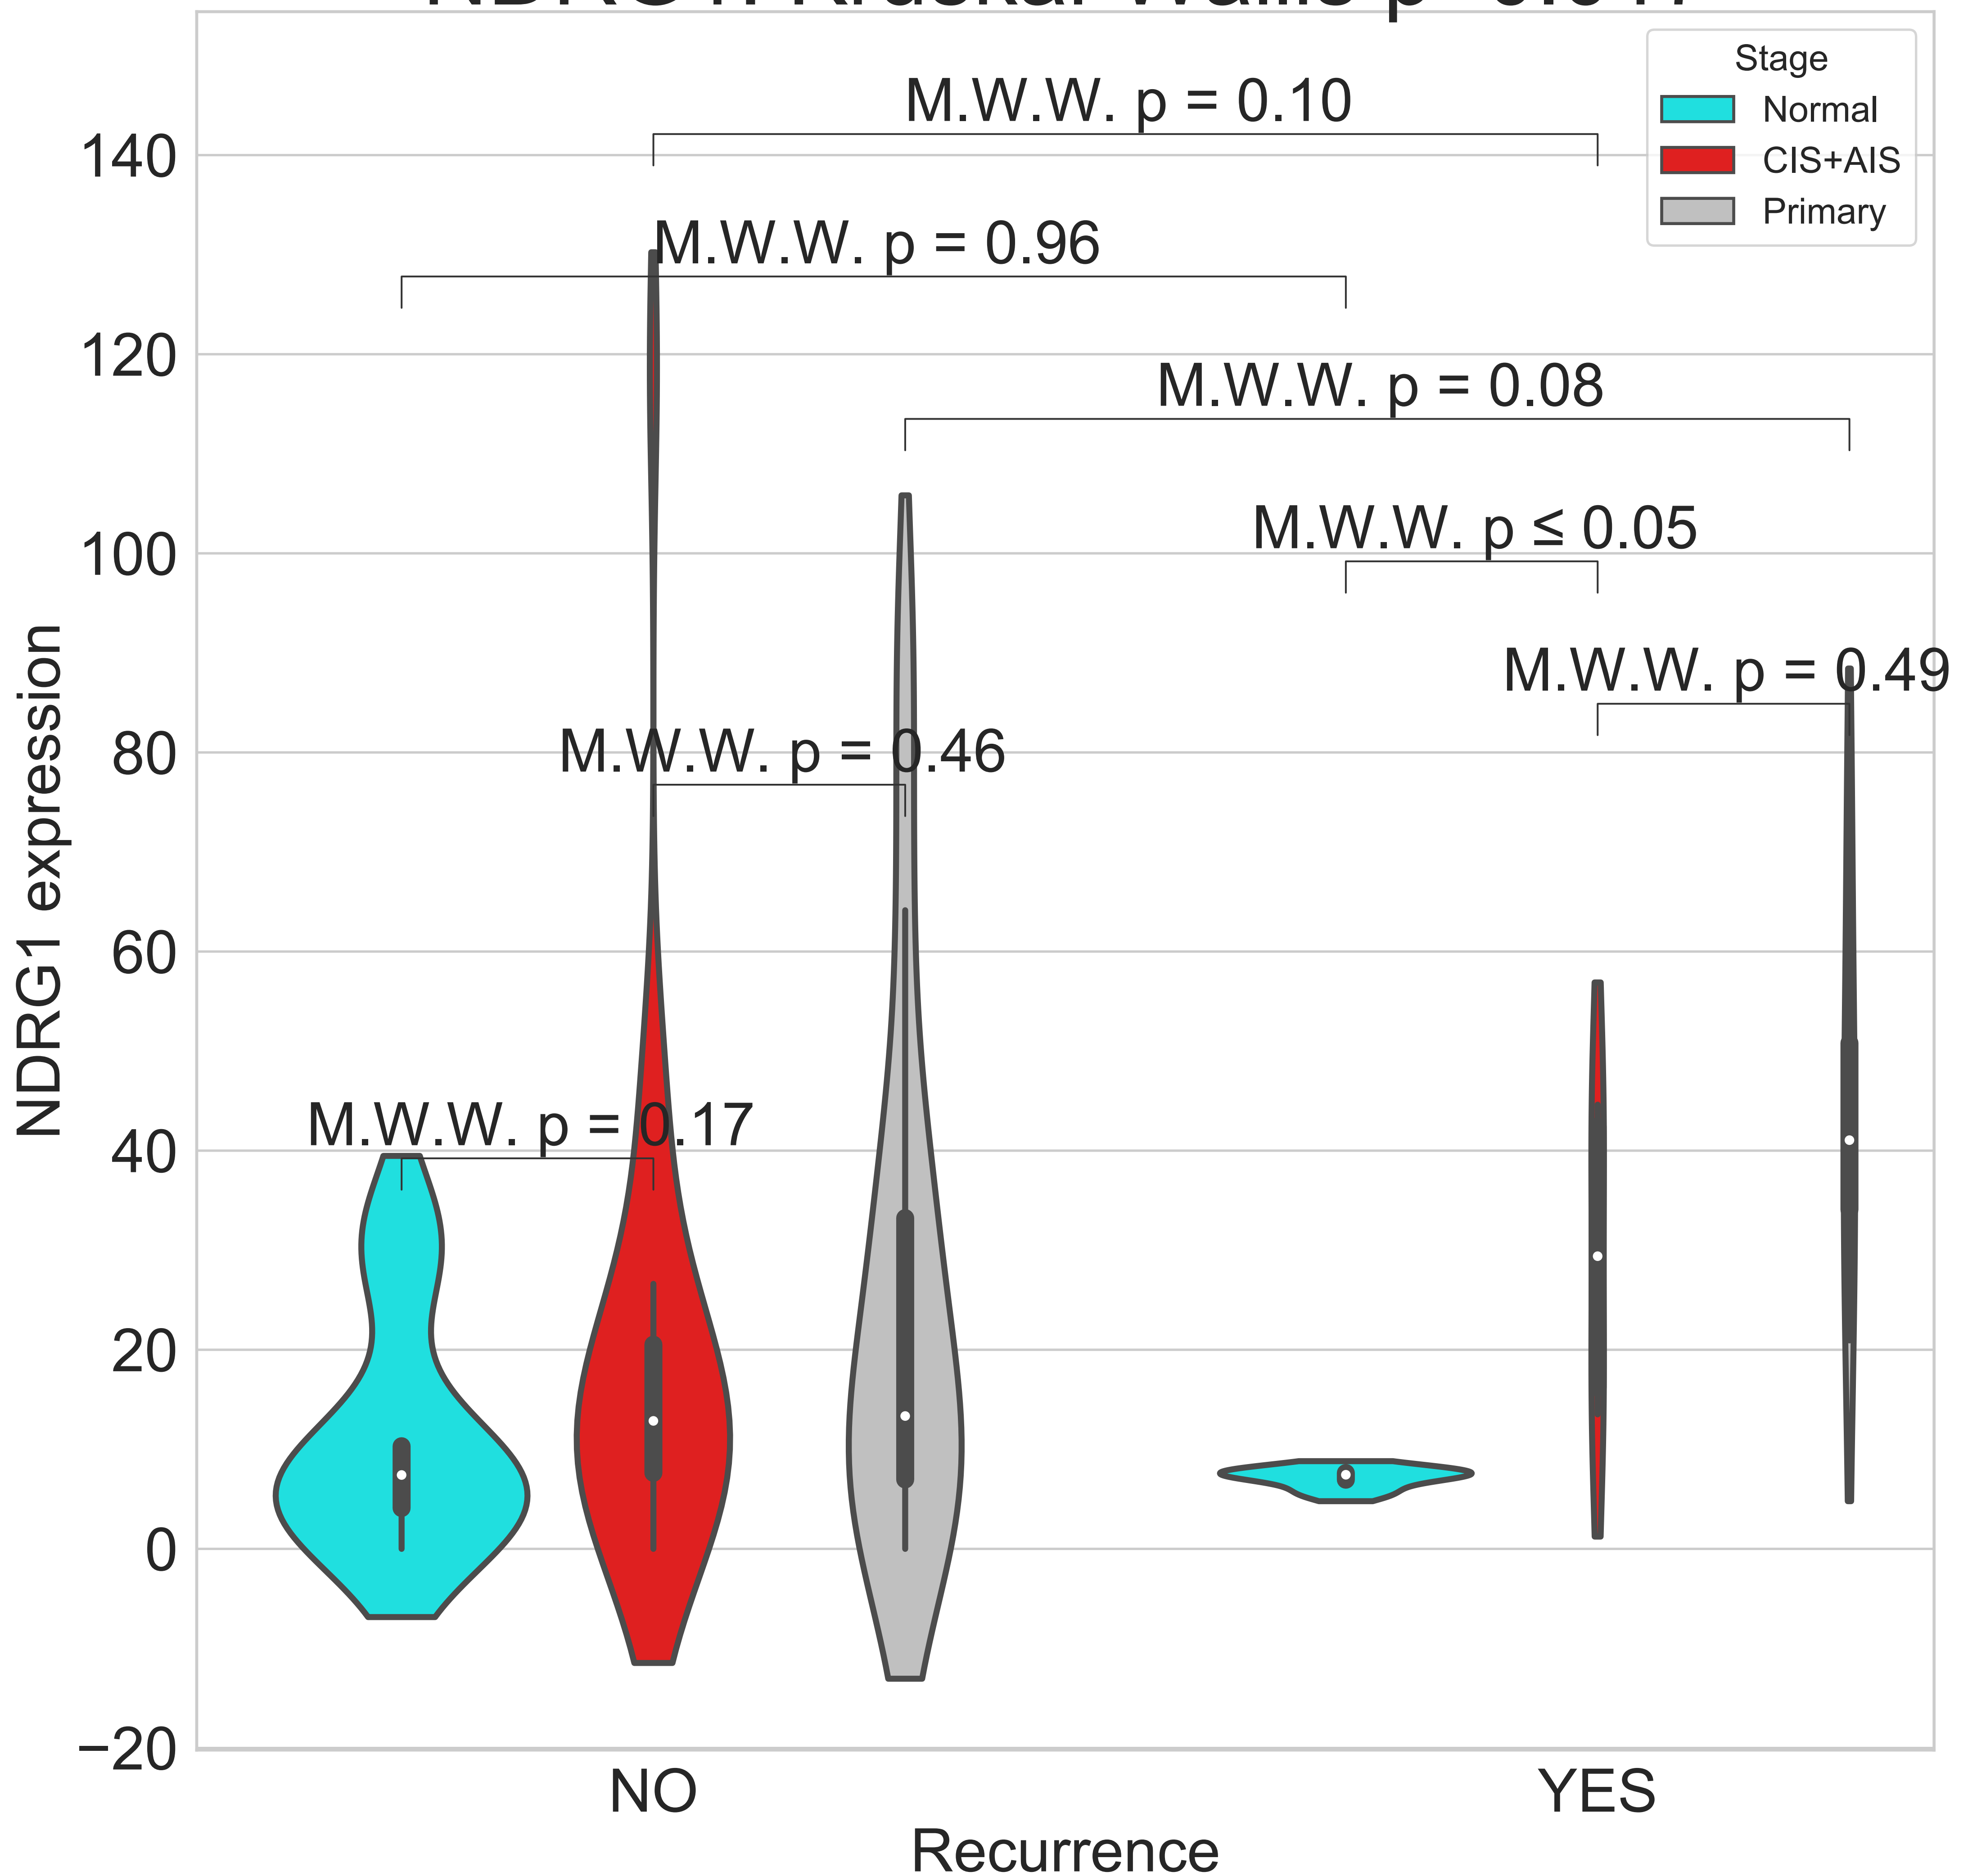 Stage
Normal
CIS+AIS
Primary
M.W.W. p = 0.10
M.W.W. p = 0.96
M.W.W. p = 0.08
M.W.W. p ≤ 0.05
M.W.W. p = 0.49
M.W.W. p = 0.46
M.W.W. p = 0.17
140
120
100
80
60
40
20
0
−20
NDRG1 expression
NO
YES
Recurrence